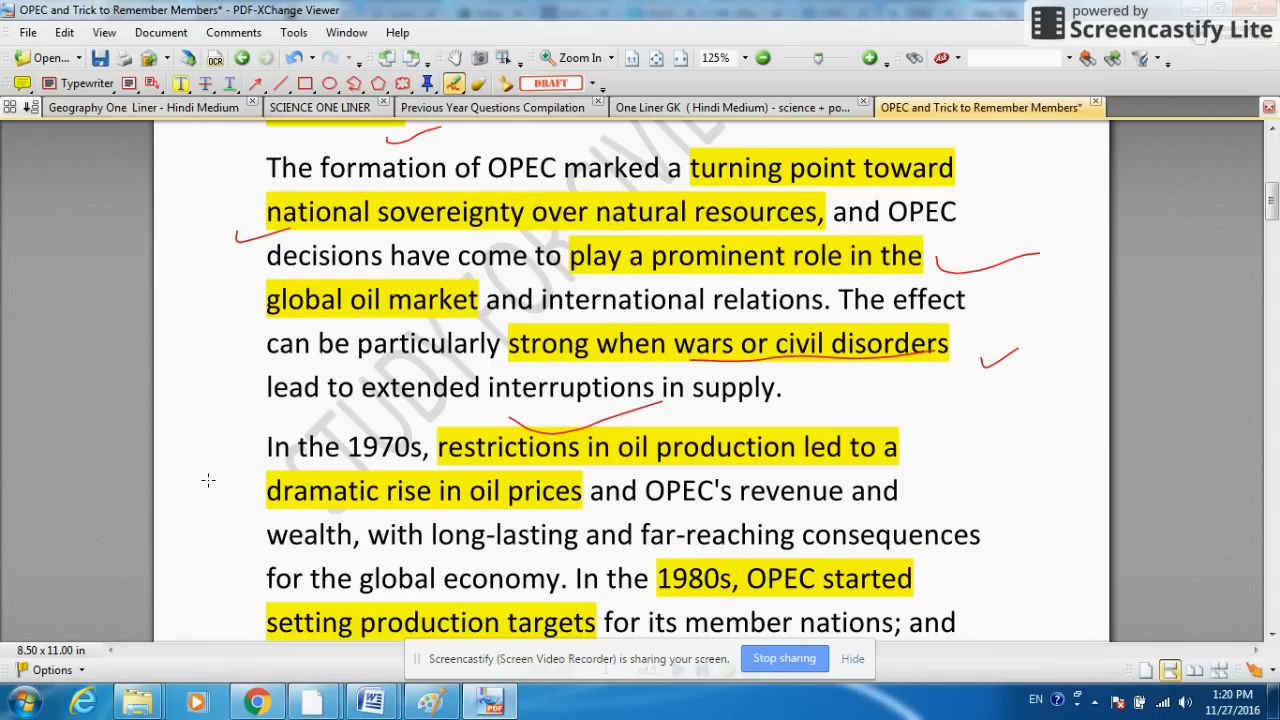 OPEC and Trick to Remember Members* - PDF-XChange Viewer
powered by
Screencastify Lite
File Edit View Document Comments Tools Window Help
Open... OCR Zoom In 125%
Typewriter DRAFT
Geography One Liner - Hindi Medium SCIENCE ONE LINER Previous Year Questions Compilation One Liner GK ( Hindi Medium) - science + po... OPEC and Trick to Remember Members*
The formation of OPEC marked a turning point toward
national sovereignty over natural resources, and OPEC
decisions have come to play a prominent role in the
global oil market and international relations. The effect
can be particularly strong when wars or civil disorders
lead to extended interruptions in supply.
In the 1970s, restrictions in oil production led to a
dramatic rise in oil prices and OPEC's revenue and
wealth, with long-lasting and far-reaching consequences
for the global economy. In the 1980s, OPEC started
setting production targets for its member nations; and
STUDY FOR CIVIL
8.50 x 11.00 in
Screencastify (Screen Video Recorder) is sharing your screen. Stop sharing Hide
Options
EN 1:20 PM
11/27/2016